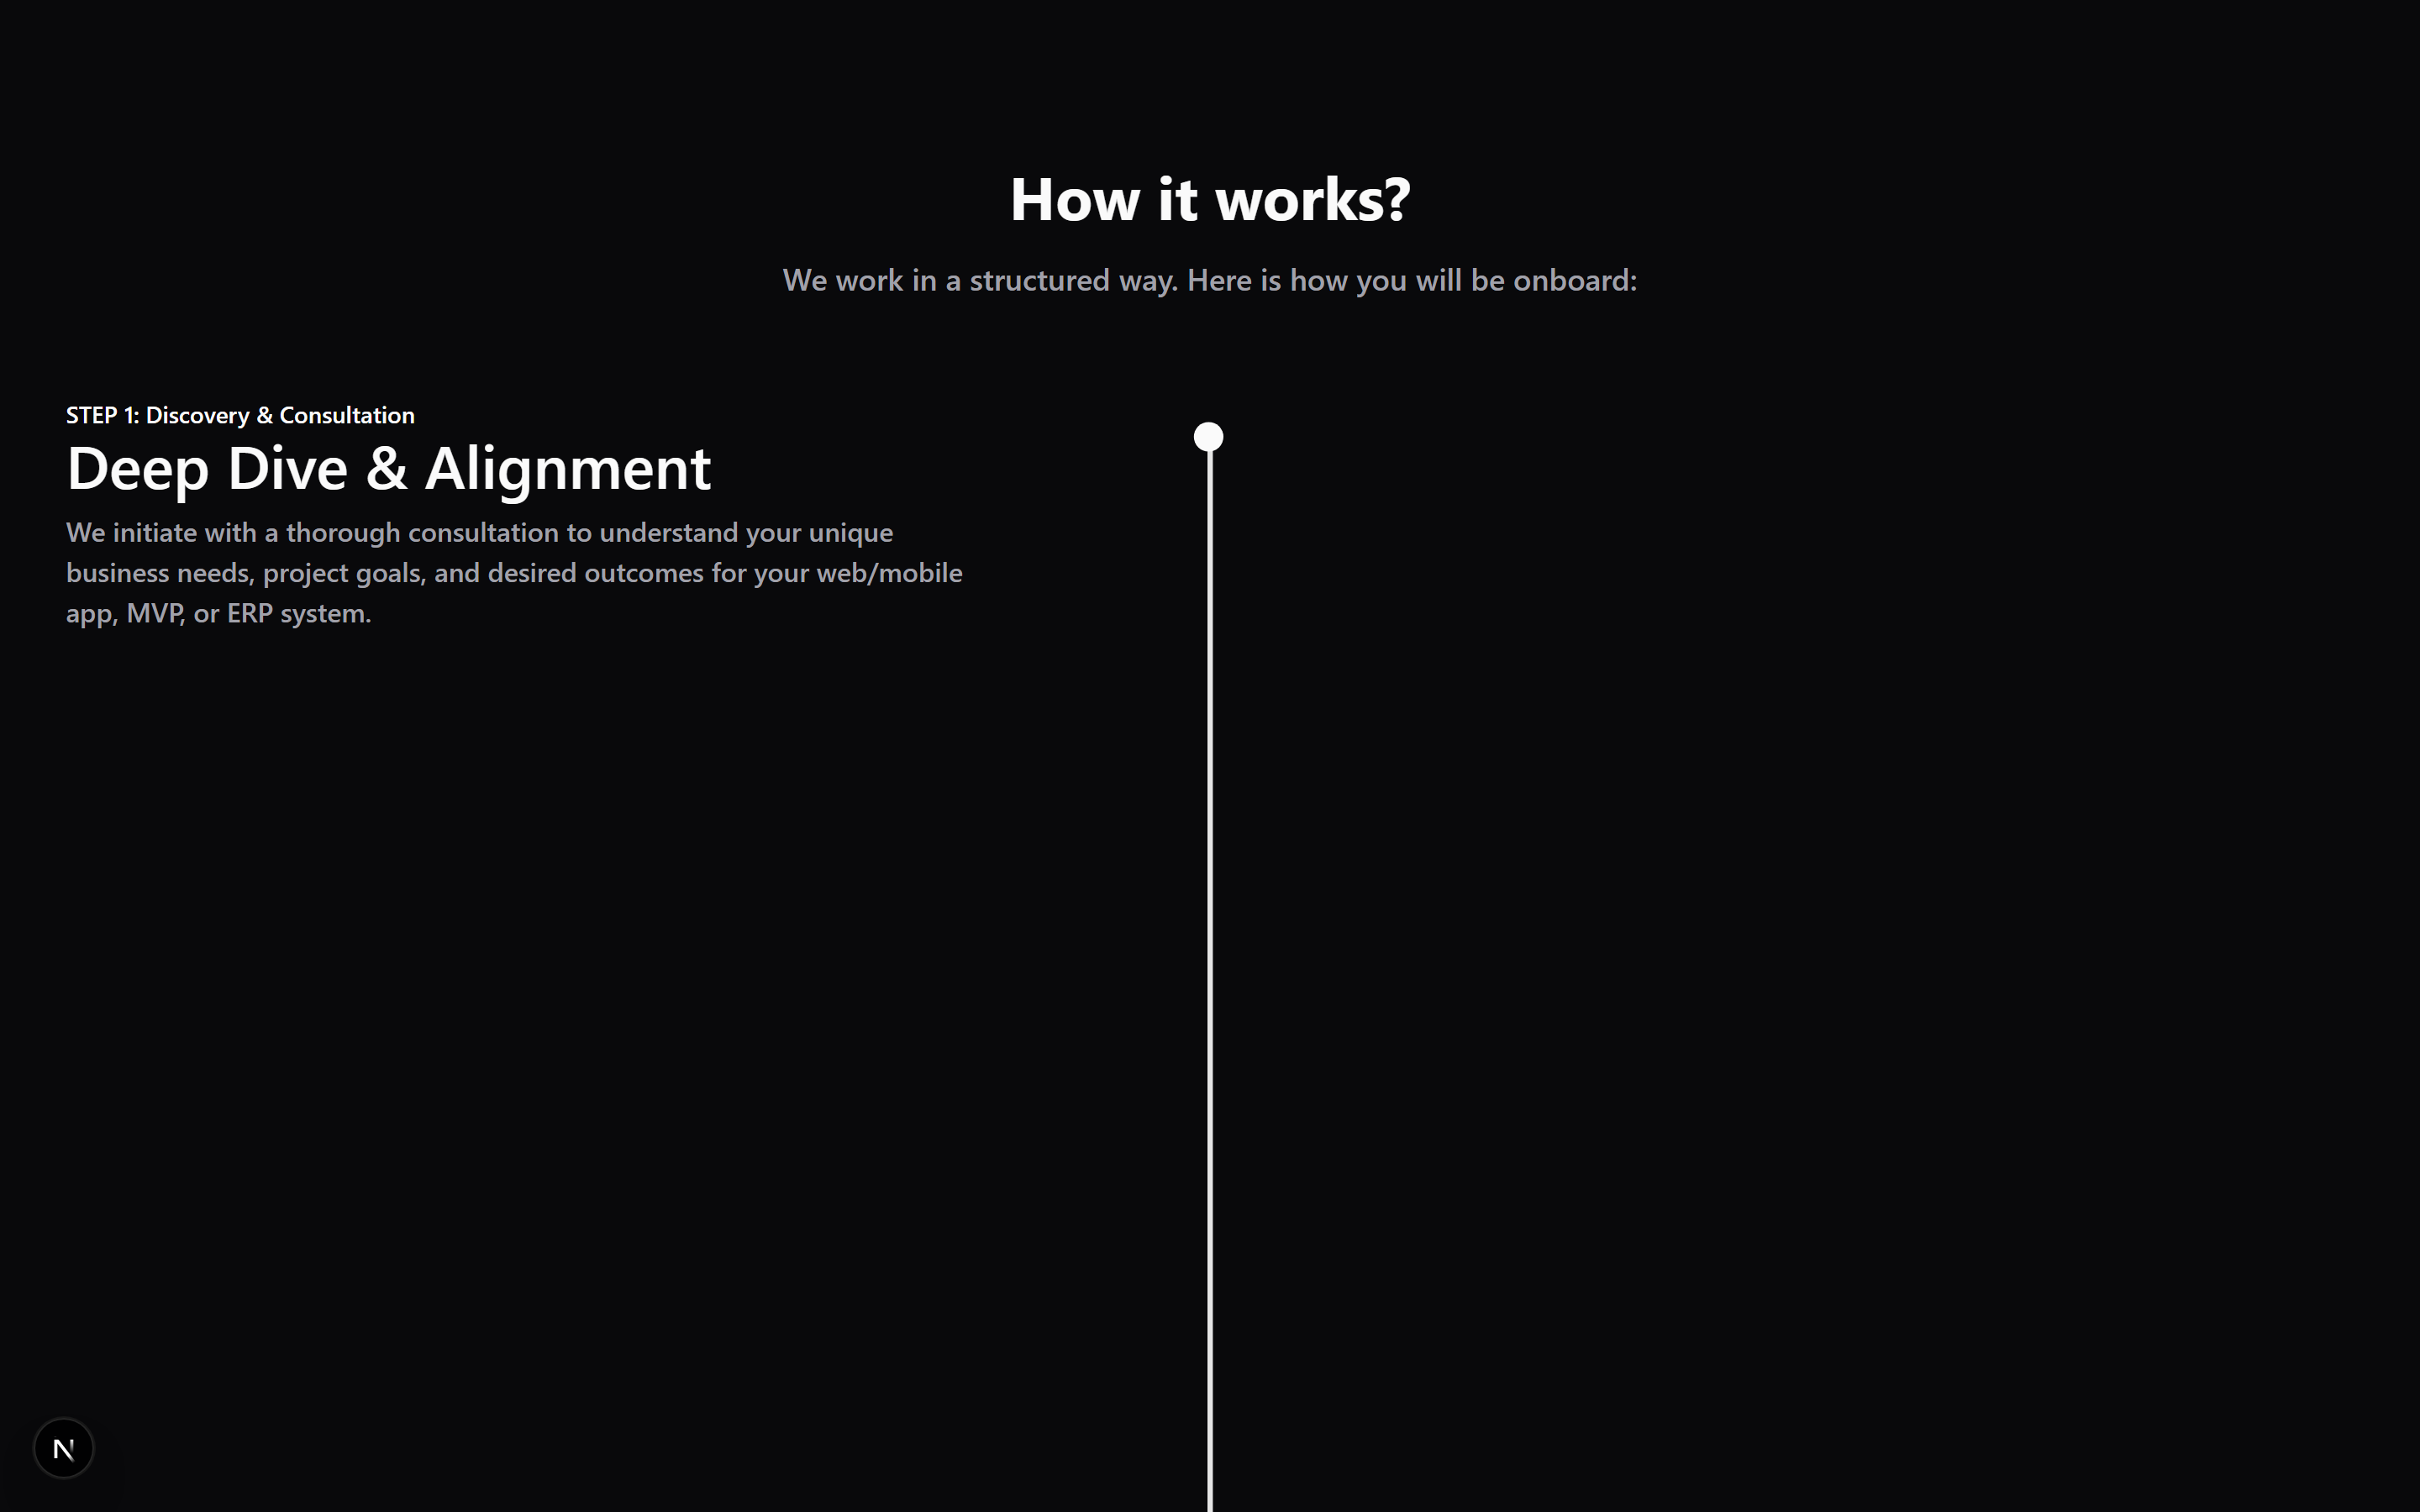 How it works?
We work in a structured way. Here is how you will be onboard:
STEP 1: Discovery & Consultation
Deep Dive & Alignment
We initiate with a thorough consultation to understand your unique
business needs, project goals, and desired outcomes for your web/mobile
app, MVP, or ERP system.
N